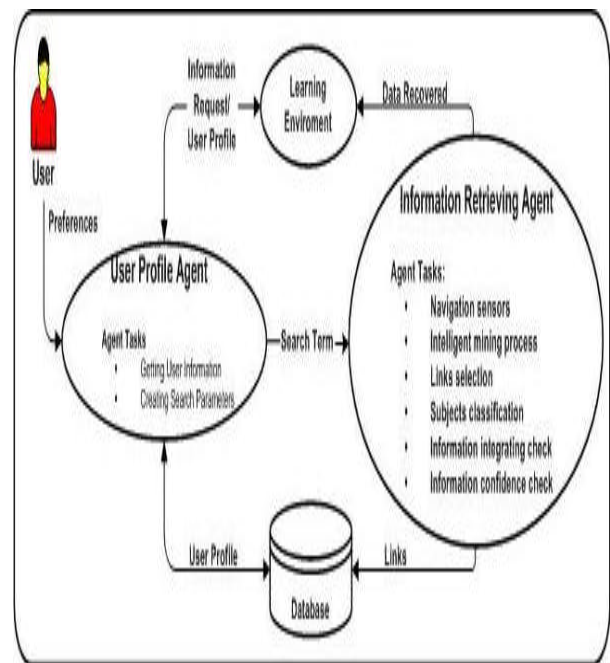 User
Preferences
Information
Request/
User Profile
Learning
Enviroment
Data Recovered
User Profile Agent
Agent Tasks
• Getting User Information
• Creating Search Parameters
Search Term
Information Retrieving Agent
Agent Tasks:
• Navigation sensors
• Intelligent mining process
• Links selection
• Subjects classification
• Information integrating check
• Information confidence check
User Profile
Database
Links